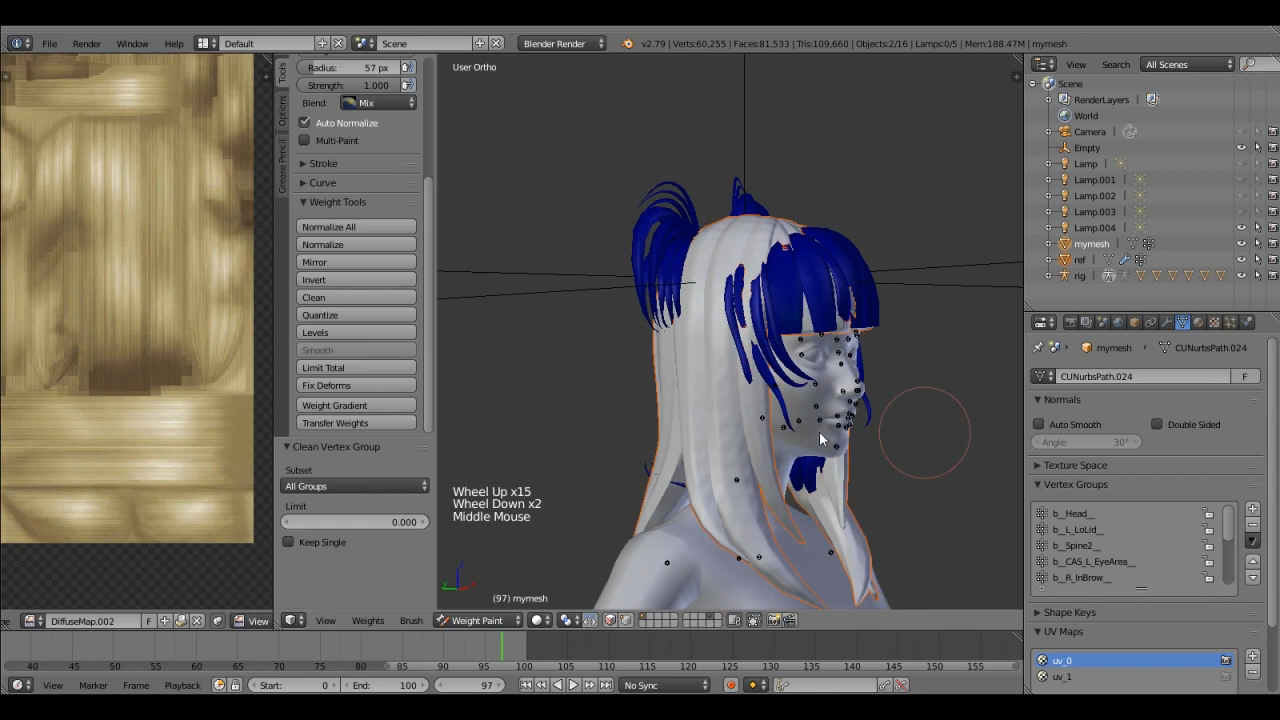 File Render Window Help Default Scene Blender Render v2.79 | Verts:60,255 | Faces:81,533 | Tris:109,660 | Objects:2/16 | Lamps:0/5 | Mem:188.47M | mymesh
Tools
Options
Grease Pencil
Radius: 57 px
Strength: 1.000
Blend: Mix
Auto Normalize
Multi-Paint
Stroke
Curve
Weight Tools
Normalize All
Normalize
Mirror
Invert
Clean
Quantize
Levels
Smooth
Limit Total
Fix Deforms
Weight Gradient
Transfer Weights
Clean Vertex Group
Subset
All Groups
Limit
0.000
Keep Single
User Ortho
Wheel Up x15
Wheel Down x2
Middle Mouse
(97) mymesh
View Search All Scenes
Scene
RenderLayers
World
Camera
Empty
Lamp
Lamp.001
Lamp.002
Lamp.003
Lamp.004
mymesh
ref
rig
mymesh CUNurbsPath.024
CUNurbsPath.024 F
Normals
Auto Smooth Double Sided
Angle: 30°
Texture Space
Vertex Groups
b__Head__
b__L_LoLid__
b__Spine2__
b__CAS_L_EyeArea__
b__R_InBrow__
Shape Keys
UV Maps
uv_0
uv_1
DiffuseMap.002 F View
View Weights Brush Weight Paint
40 45 50 55 60 65 70 75 80 85 90 95 100 105 110 115 120 125 130 135 140 145 150 155
View Marker Frame Playback Start: 0 End: 100 97 No Sync